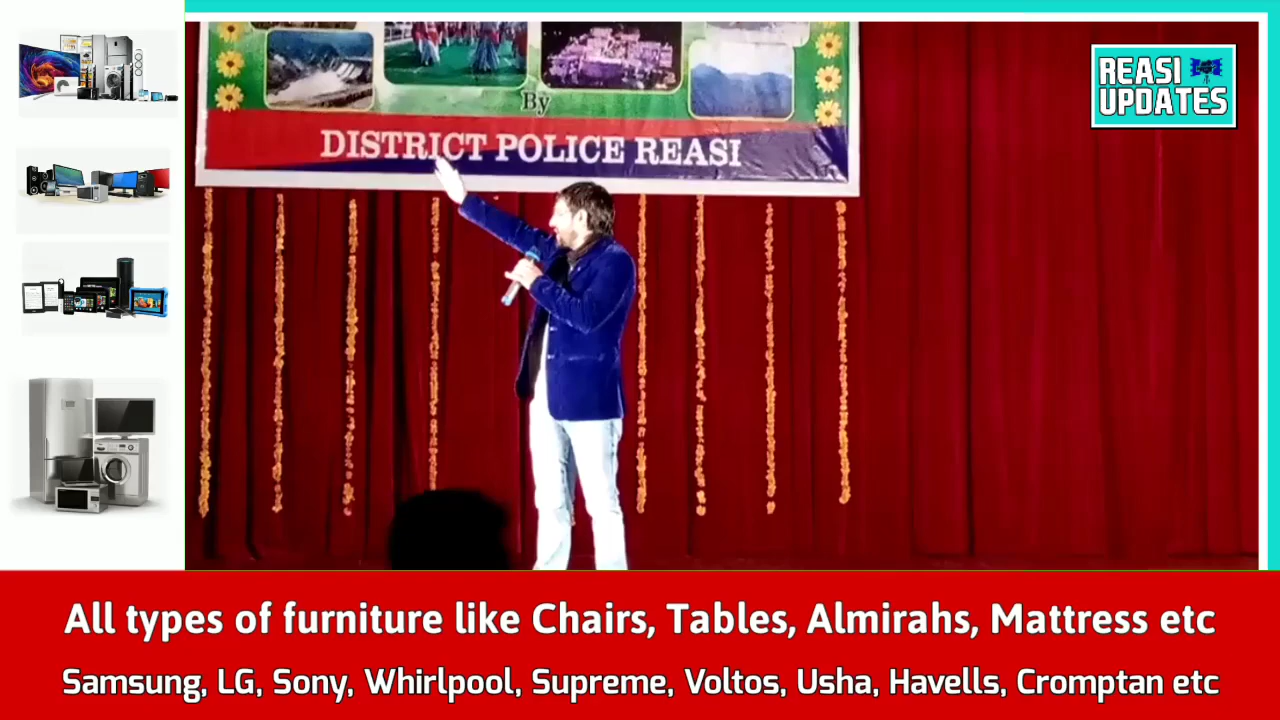 REASI
UPDATES
By
DISTRICT POLICE REASI
All types of furniture like Chairs, Tables, Almirahs, Mattress etc
Samsung, LG, Sony, Whirlpool, Supreme, Voltos, Usha, Havells, Cromptan etc